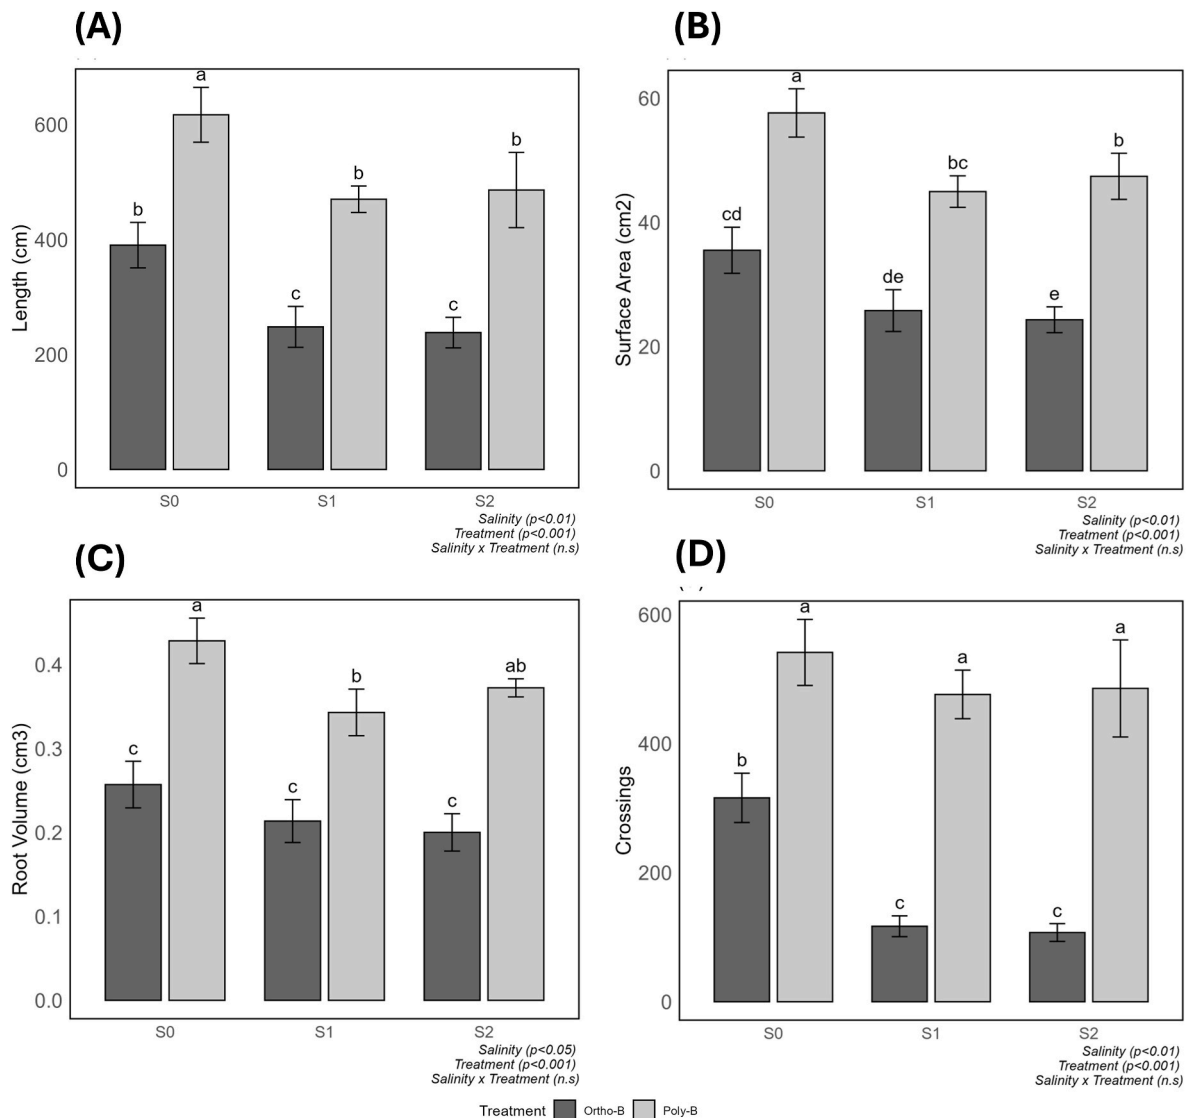 (A)
a
b
b
b
c
c
600
400
200
0
Length (cm)
S0 S1 S2
Salinity (p<0.01)
Treatment (p<0.001)
Salinity x Treatment (n.s)
(B)
a
b
bc
cd
de
e
60
40
20
0
Surface Area (cm2)
S0 S1 S2
Salinity (p<0.01)
Treatment (p<0.001)
Salinity x Treatment (n.s)
(C)
a
ab
b
c
c
c
0.4
0.3
0.2
0.1
0.0
Root Volume (cm3)
S0 S1 S2
Salinity (p<0.05)
Treatment (p<0.001)
Salinity x Treatment (n.s)
(D)
a
a
a
b
c
c
600
400
200
0
Crossings
S0 S1 S2
Salinity (p<0.01)
Treatment (p<0.001)
Salinity x Treatment (n.s)
Treatment Ortho-B Poly-B